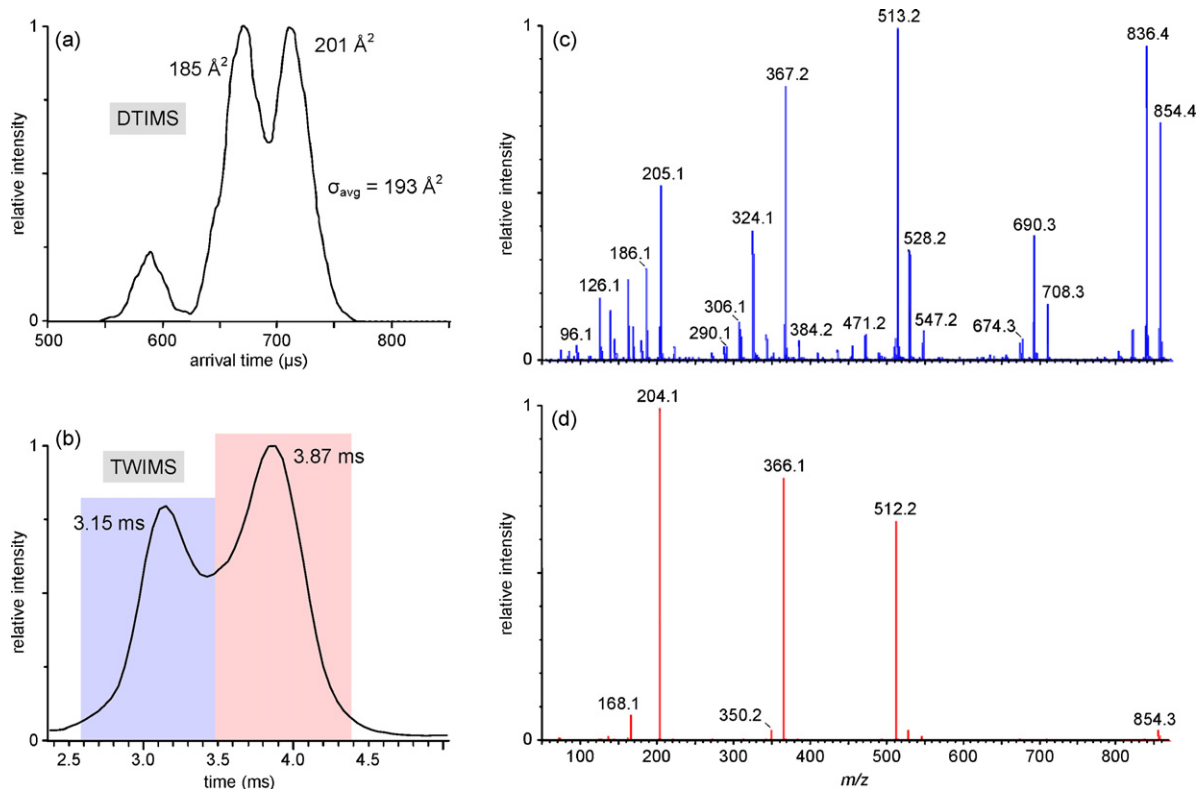 (a)
185 Å²
201 Å²
DTIMS
σavg = 193 Å²
relative intensity
1
0
500
600
700
800
arrival time (µs)
(b)
TWIMS
3.15 ms
3.87 ms
relative intensity
1
0
2.5
3.0
3.5
4.0
4.5
time (ms)
(c)
513.2
836.4
367.2
854.4
205.1
324.1
186.1
528.2
690.3
126.1
306.1
708.3
96.1
290.1
384.2
471.2
547.2
674.3
relative intensity
1
0
(d)
204.1
366.1
512.2
168.1
350.2
854.3
relative intensity
1
0
100
200
300
400
500
600
700
800
m/z